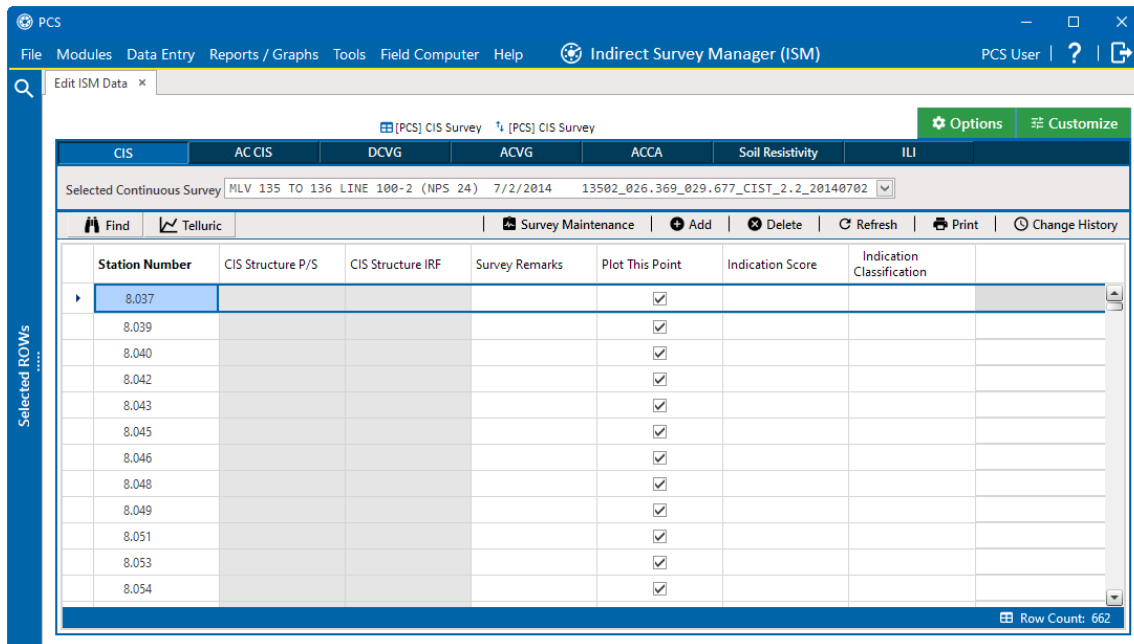 PCS
File Modules Data Entry Reports / Graphs Tools Field Computer Help Indirect Survey Manager (ISM) PCS User | ? |
Edit ISM Data ×
[PCS] CIS Survey [PCS] CIS Survey
Options Customize
CIS AC CIS DCVG ACVG ACCA Soil Resistivity ILI
Selected Continuous Survey MLV 135 TO 136 LINE 100-2 (NPS 24) 7/2/2014 13502_026.369_029.677_CIST_2.2_20140702
Find Telluric | Survey Maintenance | Add | Delete | Refresh | Print | Change History
Station Number CIS Structure P/S CIS Structure IRF Survey Remarks Plot This Point Indication Score Indication Classification
8.037
8.039
8.040
8.042
8.043
8.045
8.046
8.048
8.049
8.051
8.053
8.054
Selected ROWs
Row Count: 662